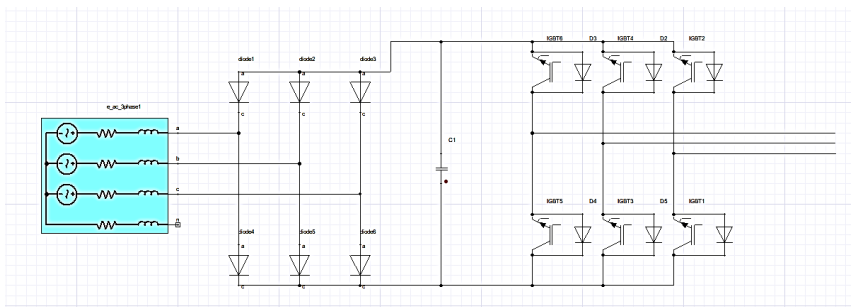 IGBT6 D3 IGBT4 D2 IGBT2
diode1 diode2 diode3
a a a
e_ac_3phase1
c c c
a
C1
b
c
n
IGBT5 D4 IGBT3 D5 IGBT1
diode4 diode5 diode6
a a a
c c c